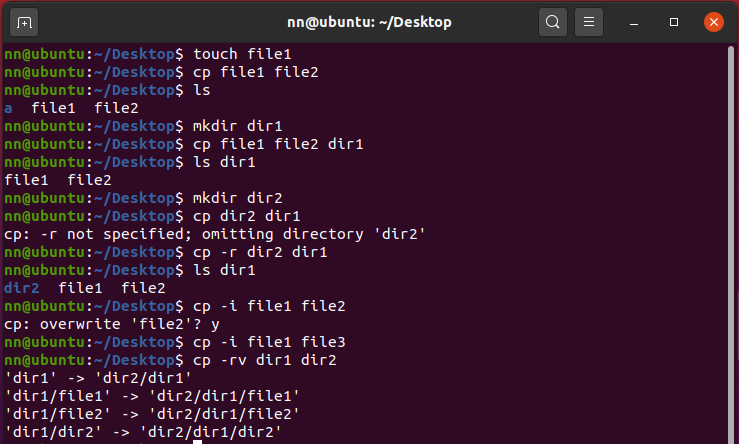 nn@ubuntu: ~/Desktop
nn@ubuntu:~/Desktop$ touch file1
nn@ubuntu:~/Desktop$ cp file1 file2
nn@ubuntu:~/Desktop$ ls
a  file1  file2
nn@ubuntu:~/Desktop$ mkdir dir1
nn@ubuntu:~/Desktop$ cp file1 file2 dir1
nn@ubuntu:~/Desktop$ ls dir1
file1  file2
nn@ubuntu:~/Desktop$ mkdir dir2
nn@ubuntu:~/Desktop$ cp dir2 dir1
cp: -r not specified; omitting directory 'dir2'
nn@ubuntu:~/Desktop$ cp -r dir2 dir1
nn@ubuntu:~/Desktop$ ls dir1
dir2  file1  file2
nn@ubuntu:~/Desktop$ cp -i file1 file2
cp: overwrite 'file2'? y
nn@ubuntu:~/Desktop$ cp -i file1 file3
nn@ubuntu:~/Desktop$ cp -rv dir1 dir2
'dir1' -> 'dir2/dir1'
'dir1/file1' -> 'dir2/dir1/file1'
'dir1/file2' -> 'dir2/dir1/file2'
'dir1/dir2' -> 'dir2/dir1/dir2'